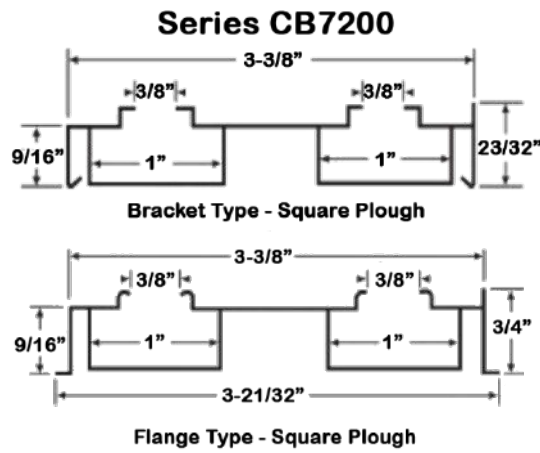 Series CB7200
3-3/8”
3/8” 3/8”
9/16” 1” 1” 23/32”
Bracket Type - Square Plough
3-3/8”
3/8” 3/8”
9/16” 1” 1” 3/4”
3-21/32”
Flange Type - Square Plough